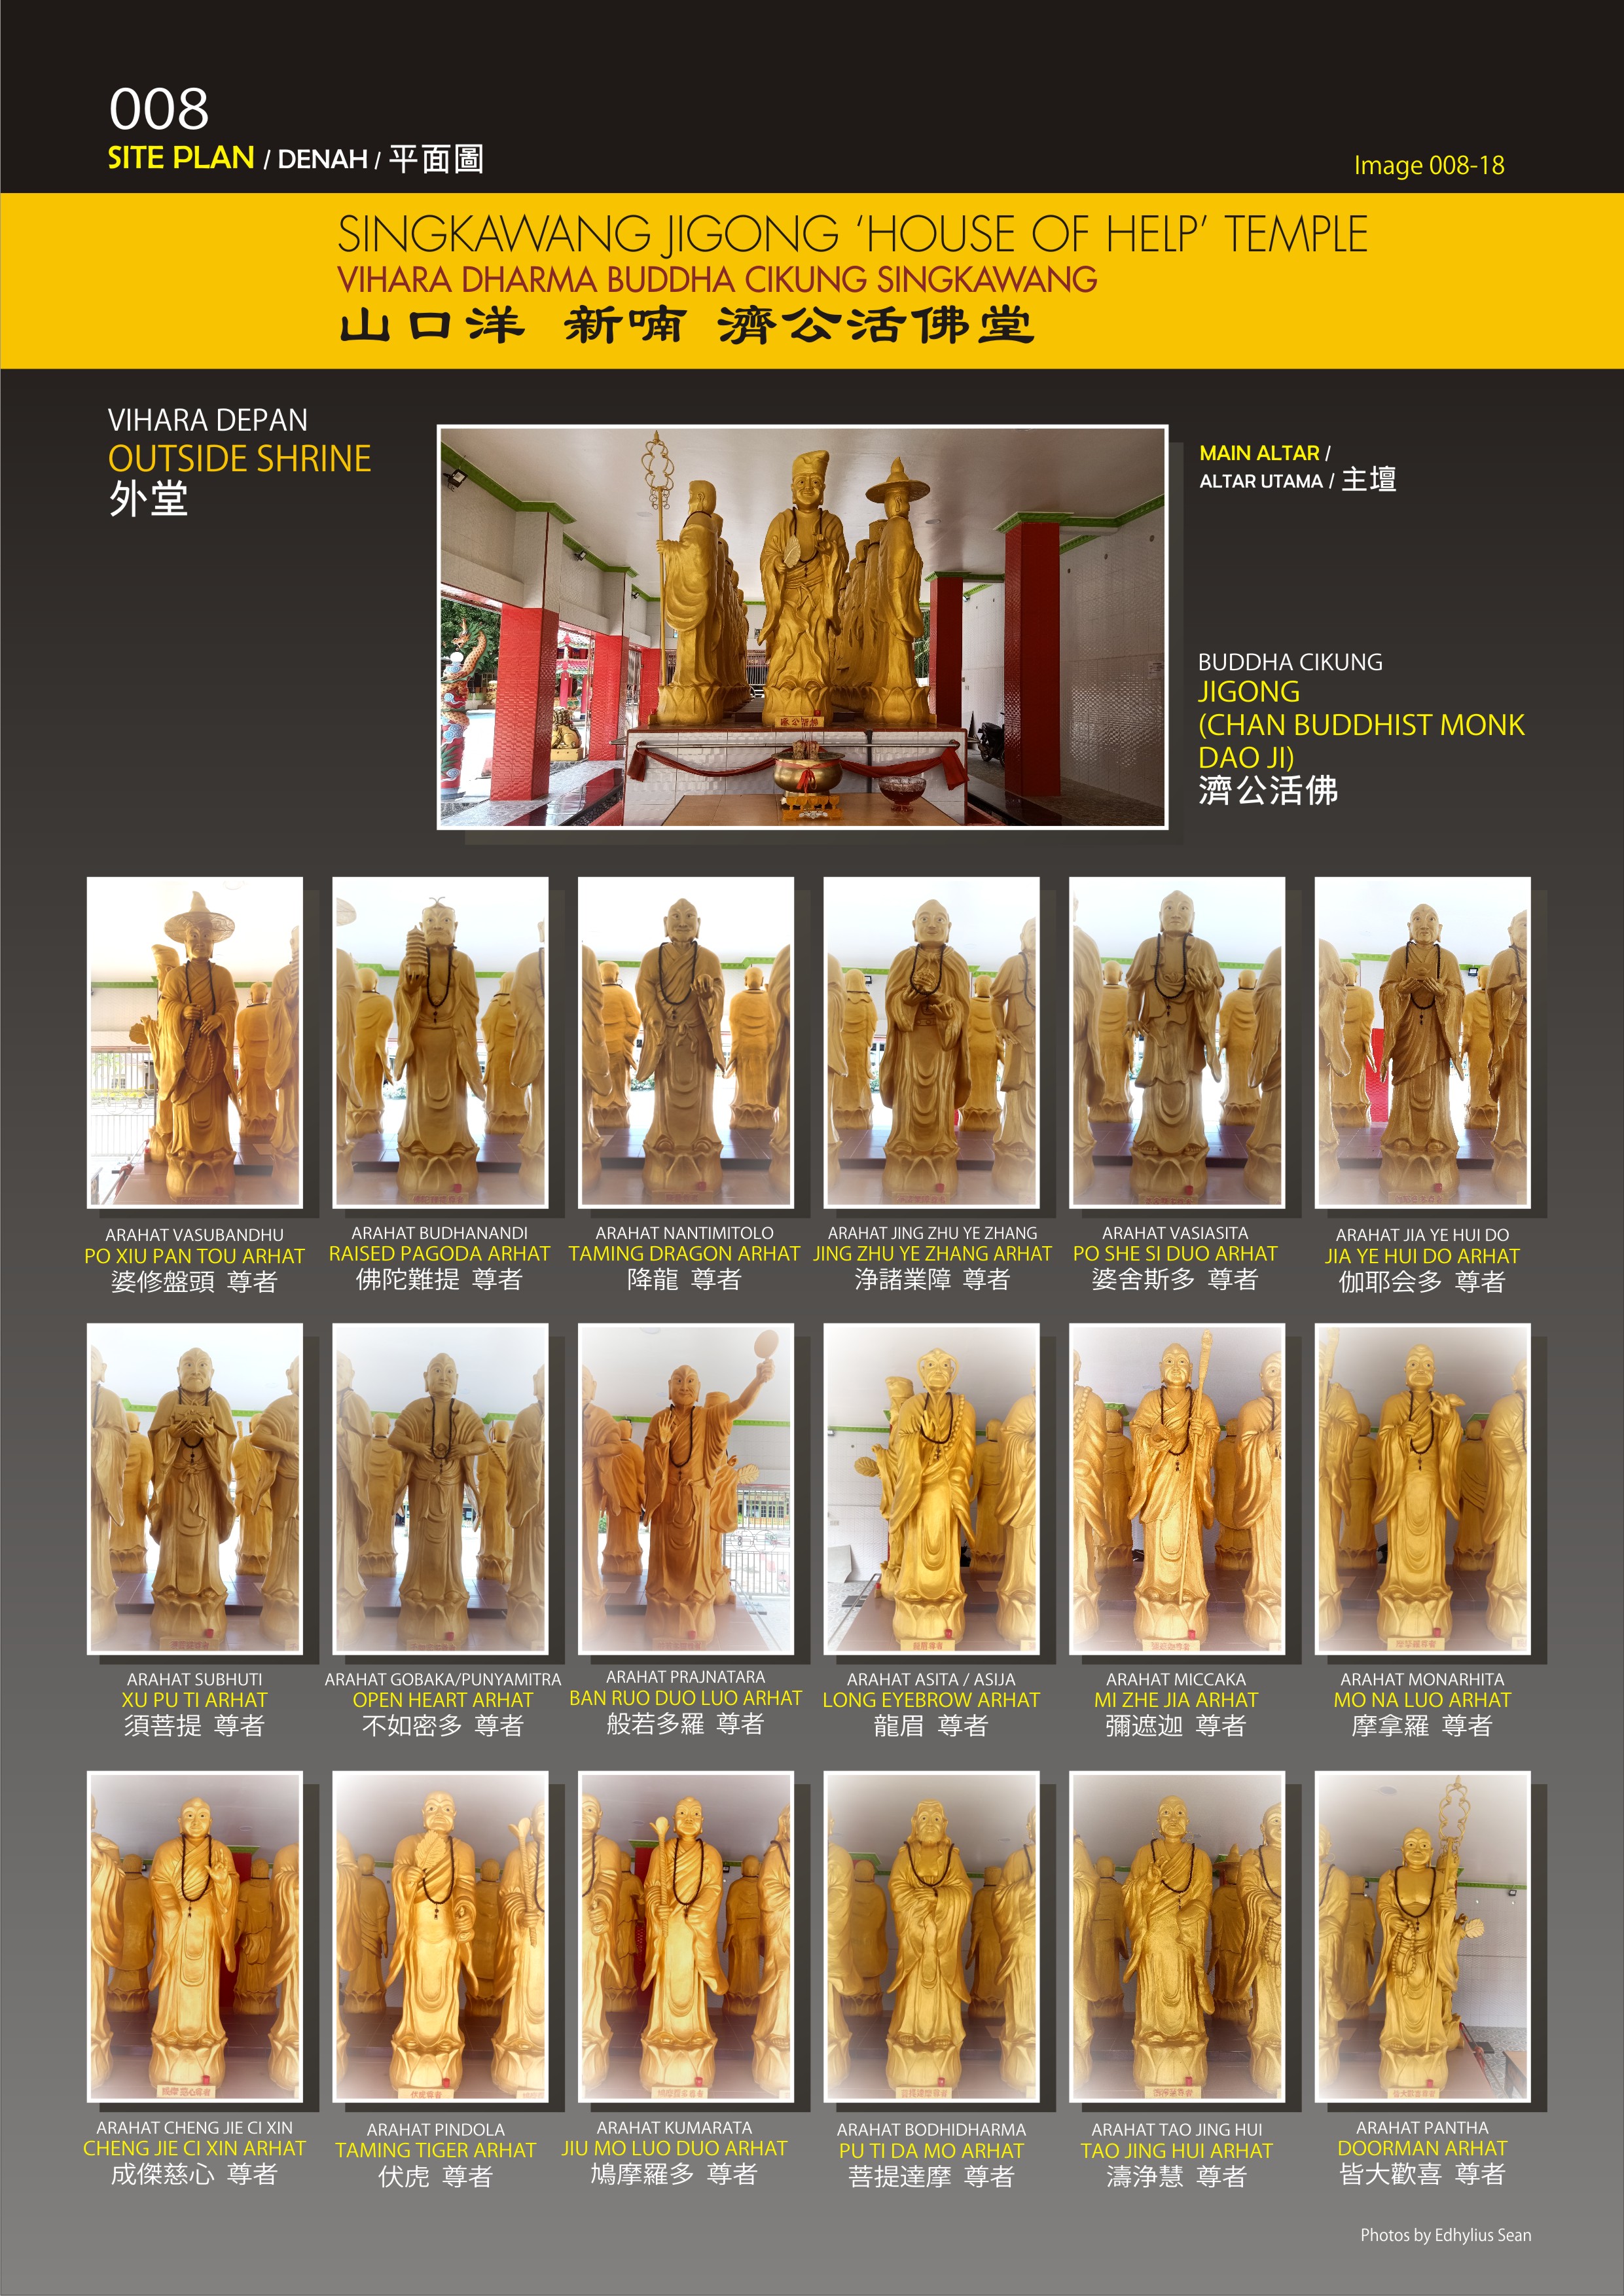 008
SITE PLAN / DENAH / 平面圖
Image 008-18
SINGKAWANG JIGONG ‘HOUSE OF HELP’ TEMPLE
VIHARA DHARMA BUDDHA CIKUNG SINGKAWANG
山口洋 新喃 濟公活佛堂
VIHARA DEPAN
OUTSIDE SHRINE
外堂
MAIN ALTAR /
ALTAR UTAMA / 主壇
濟公活佛
BUDDHA CIKUNG
JIGONG
(CHAN BUDDHIST MONK
DAO JI)
濟公活佛
ARAHAT VASUBANDHU
PO XIU PAN TOU ARHAT
婆修盤頭 尊者
ARAHAT BUDHANANDI
RAISED PAGODA ARHAT
佛陀難提 尊者
ARAHAT NANTIMITOLO
TAMING DRAGON ARHAT
降龍 尊者
ARAHAT JING ZHU YE ZHANG
JING ZHU YE ZHANG ARHAT
浄諸業障 尊者
ARAHAT VASIASITA
PO SHE SI DUO ARHAT
婆舍斯多 尊者
ARAHAT JIA YE HUI DO
JIA YE HUI DO ARHAT
伽耶会多 尊者
ARAHAT SUBHUTI
XU PU TI ARHAT
須菩提 尊者
ARAHAT GOBAKA/PUNYAMITRA
OPEN HEART ARHAT
不如密多 尊者
ARAHAT PRAJNATARA
BAN RUO DUO LUO ARHAT
般若多羅 尊者
ARAHAT ASITA / ASIJA
LONG EYEBROW ARHAT
龍眉 尊者
ARAHAT MICCAKA
MI ZHE JIA ARHAT
彌遮迦 尊者
ARAHAT MONARHITA
MO NA LUO ARHAT
摩拿羅 尊者
ARAHAT CHENG JIE CI XIN
CHENG JIE CI XIN ARHAT
成傑慈心 尊者
ARAHAT PINDOLA
TAMING TIGER ARHAT
伏虎 尊者
ARAHAT KUMARATA
JIU MO LUO DUO ARHAT
鳩摩羅多 尊者
ARAHAT BODHIDHARMA
PU TI DA MO ARHAT
菩提達摩 尊者
ARAHAT TAO JING HUI
TAO JING HUI ARHAT
濤浄慧 尊者
ARAHAT PANTHA
DOORMAN ARHAT
皆大歡喜 尊者
Photos by Edhylius Sean